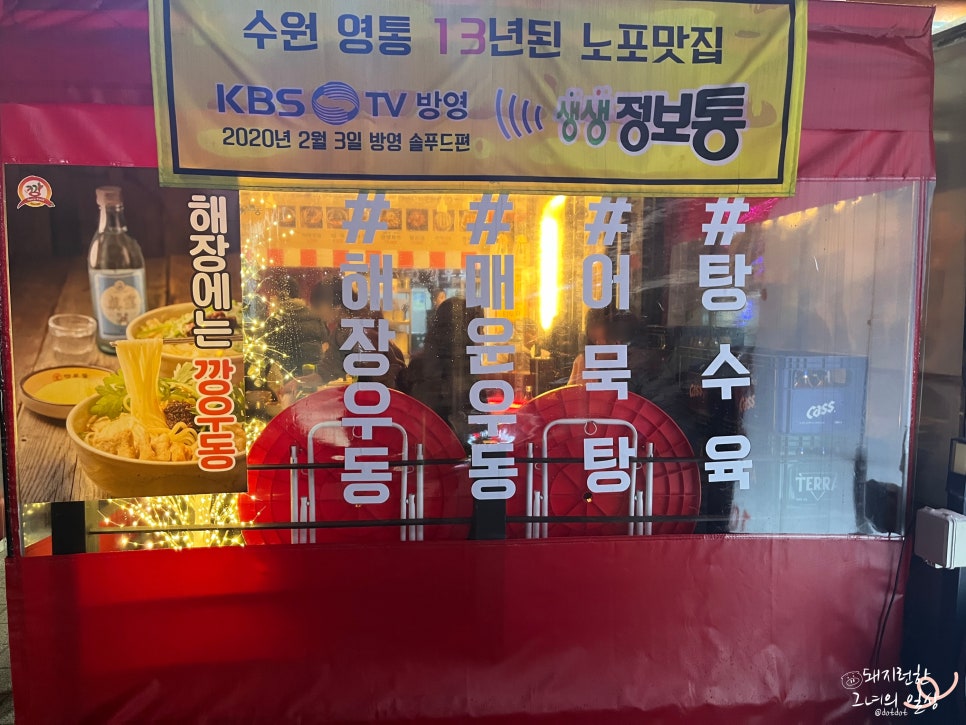 수원 영통 13년된 노포맛집
KBS TV 방영 생생정보통
2020년 2월 3일 방영 솔푸드편
깡
해장에는 깡우동
#해장우동
#매운우동
#어묵탕
#탕수육
CASS
TERRA
돼지런한
그녀의 일상
@dotdot